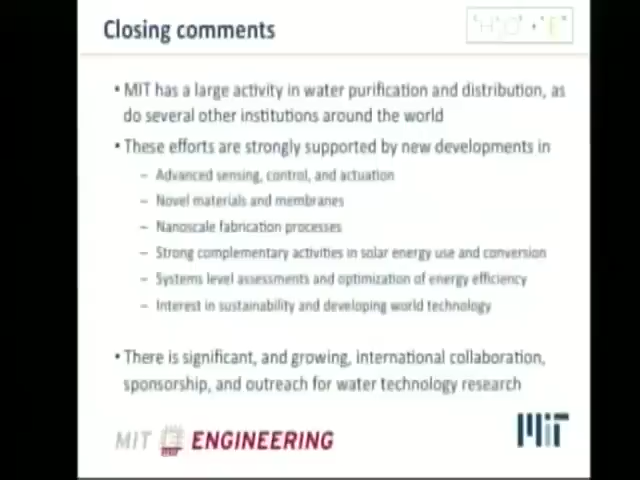 Closing comments
• MIT has a large activity in water purification and distribution, as
do several other institutions around the world
• These efforts are strongly supported by new developments in
– Advanced sensing, control, and actuation
– Novel materials and membranes
– Nanoscale fabrication processes
– Strong complementary activities in solar energy use and conversion
– Systems level assessments and optimization of energy efficiency
– Interest in sustainability and developing world technology
• There is significant, and growing, international collaboration,
sponsorship, and outreach for water technology research
MIT ENGINEERING
MIT